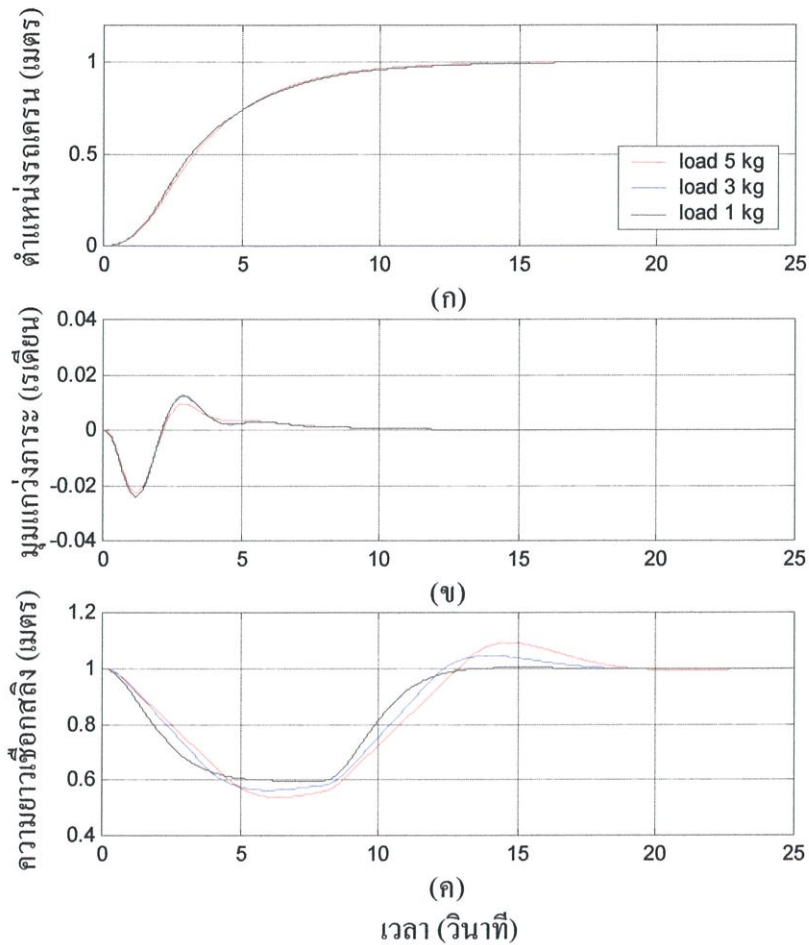 ตำแหน่งรถเครน (เมตร)
1
0.5
0
load 5 kg
load 3 kg
load 1 kg
0 5 10 15 20 25
(ก)
มุมแกว่งภาระ (เรเดียน)
0.04
0.02
0
-0.02
-0.04
0 5 10 15 20 25
(ข)
ความยาวเชือกสลิง (เมตร)
1.2
1
0.8
0.6
0.4
0 5 10 15 20 25
(ค)
เวลา (วินาที)